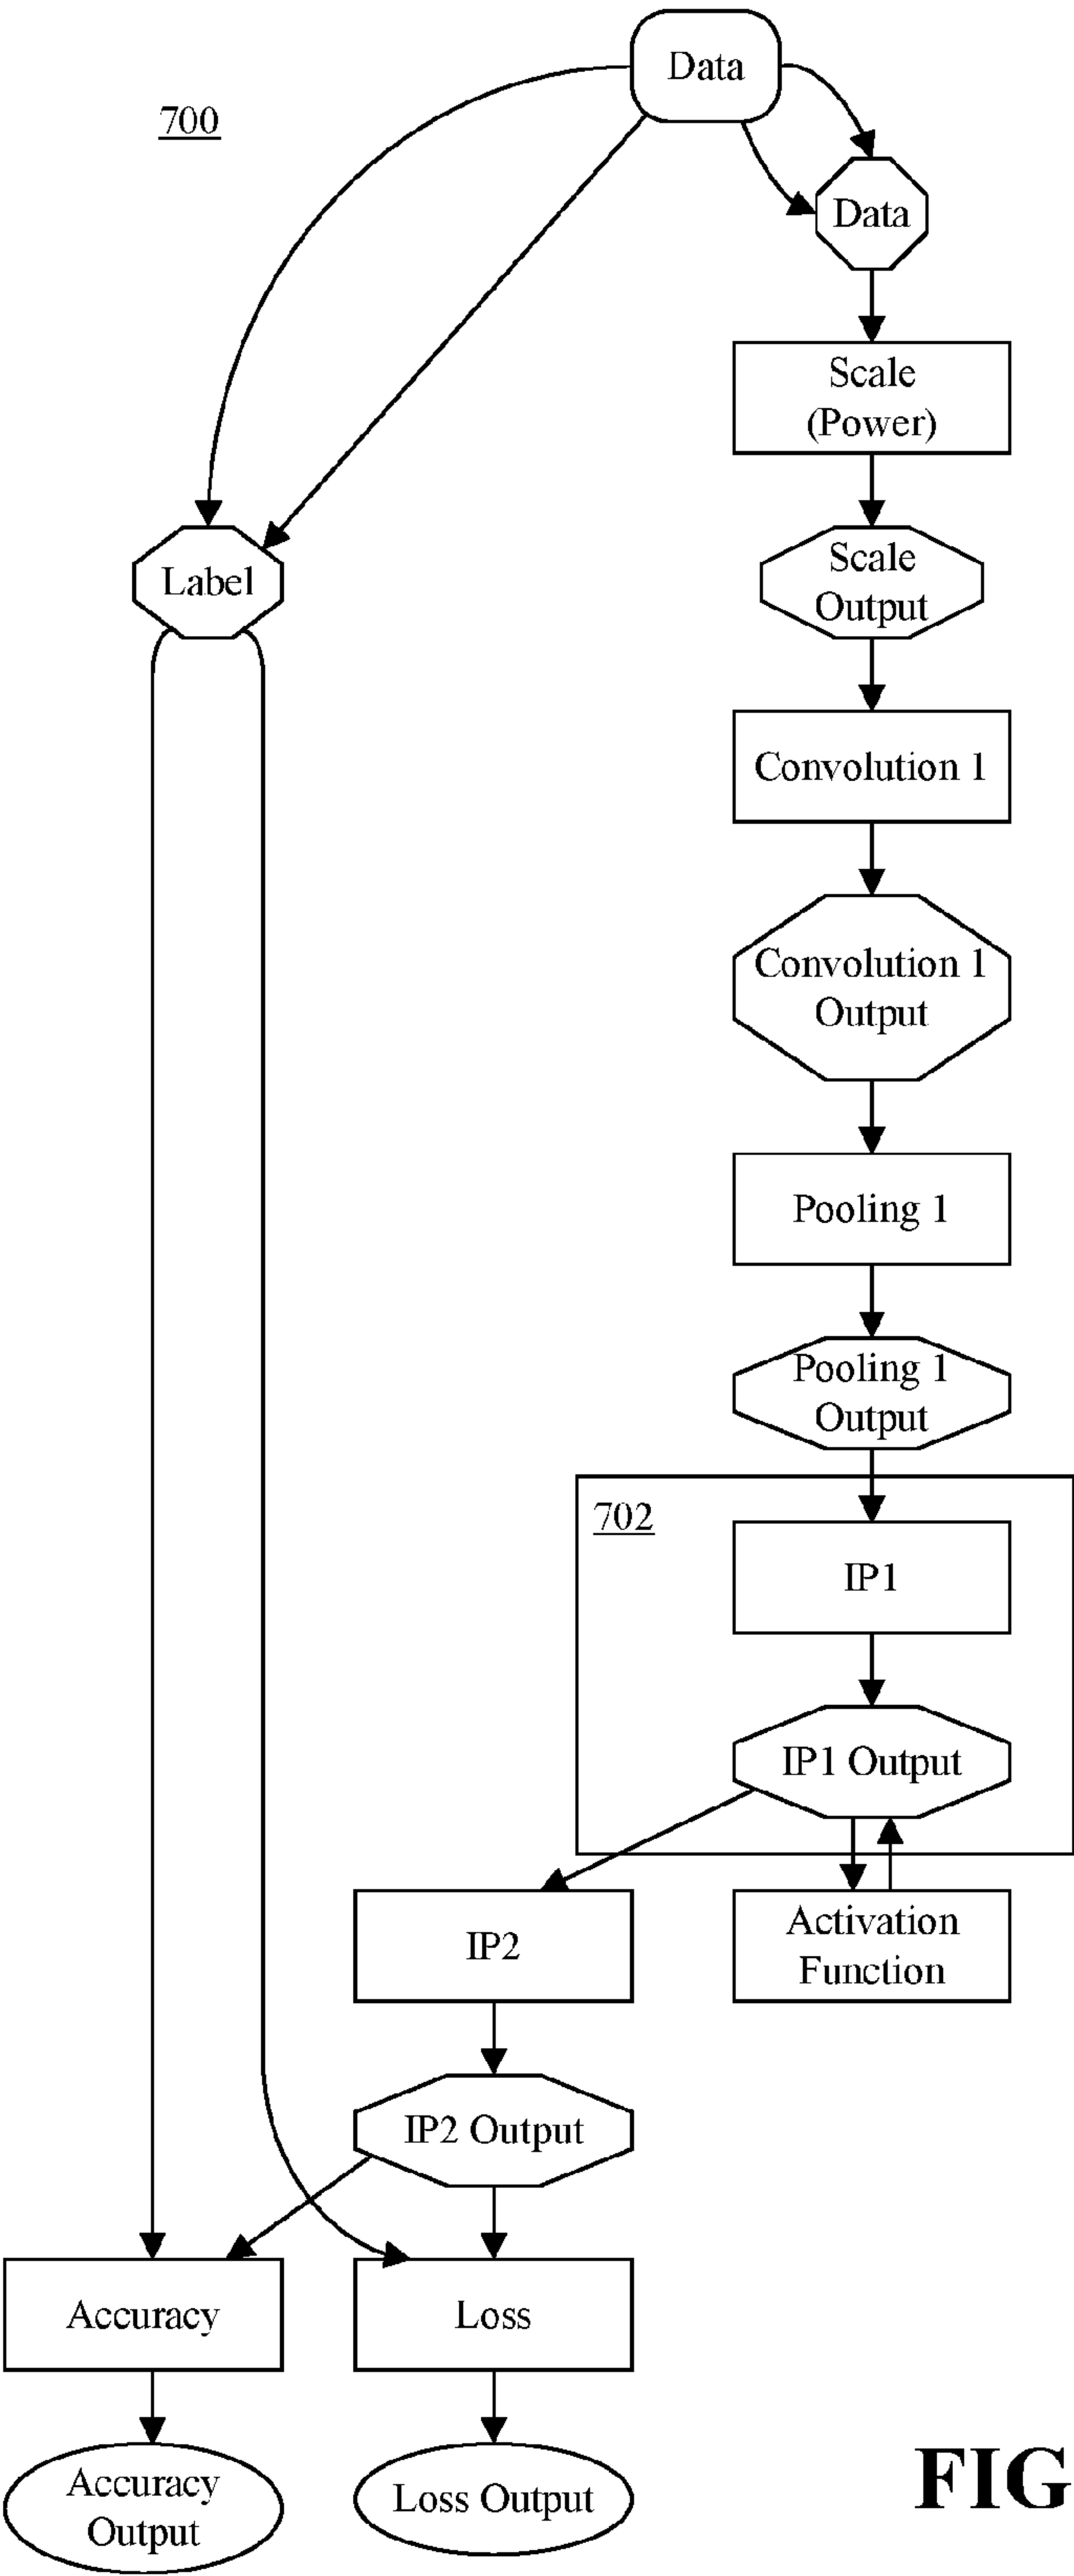 Data
700
Data
Scale
(Power)
Scale
Output
Label
Convolution 1
Convolution 1
Output
Pooling 1
Pooling 1
Output
702
IP1
IP1 Output
Activation
Function
IP2
IP2 Output
Accuracy
Loss
Accuracy
Output
Loss Output
FIG